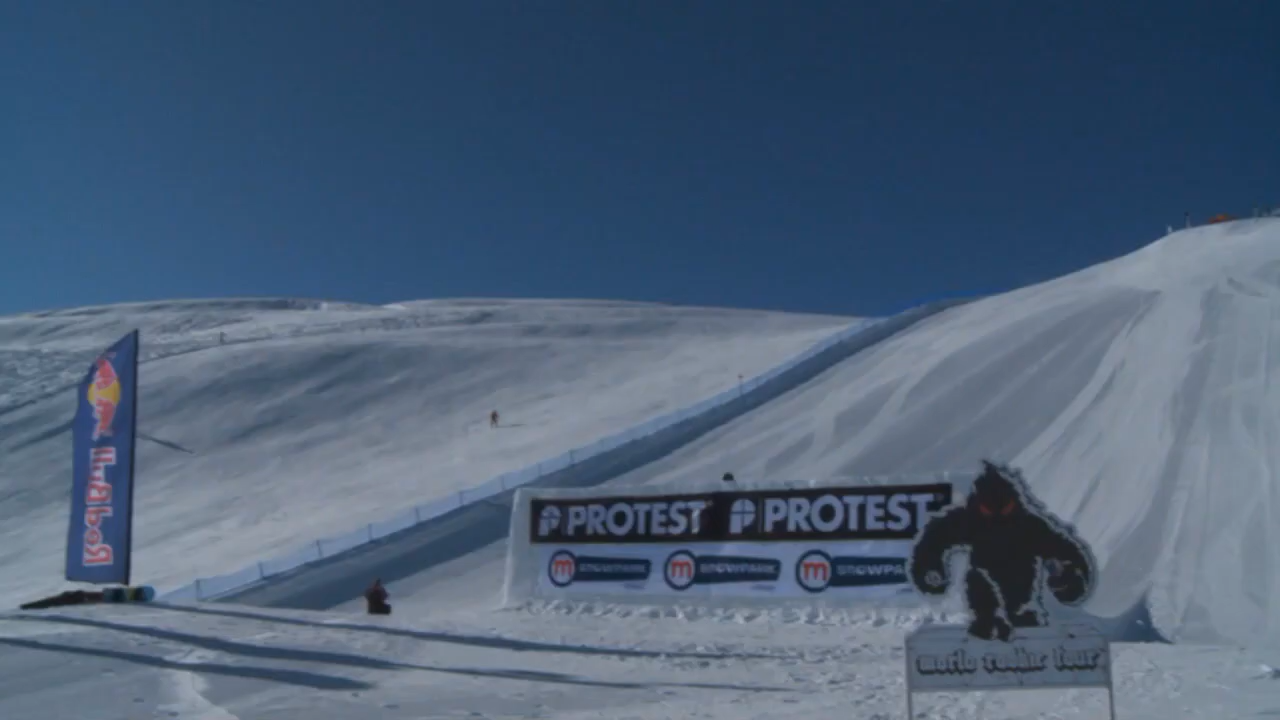 Red Bull
PROTEST PROTEST
m SNOWPARK m SNOWPARK m SNOWPA
world rookie tour